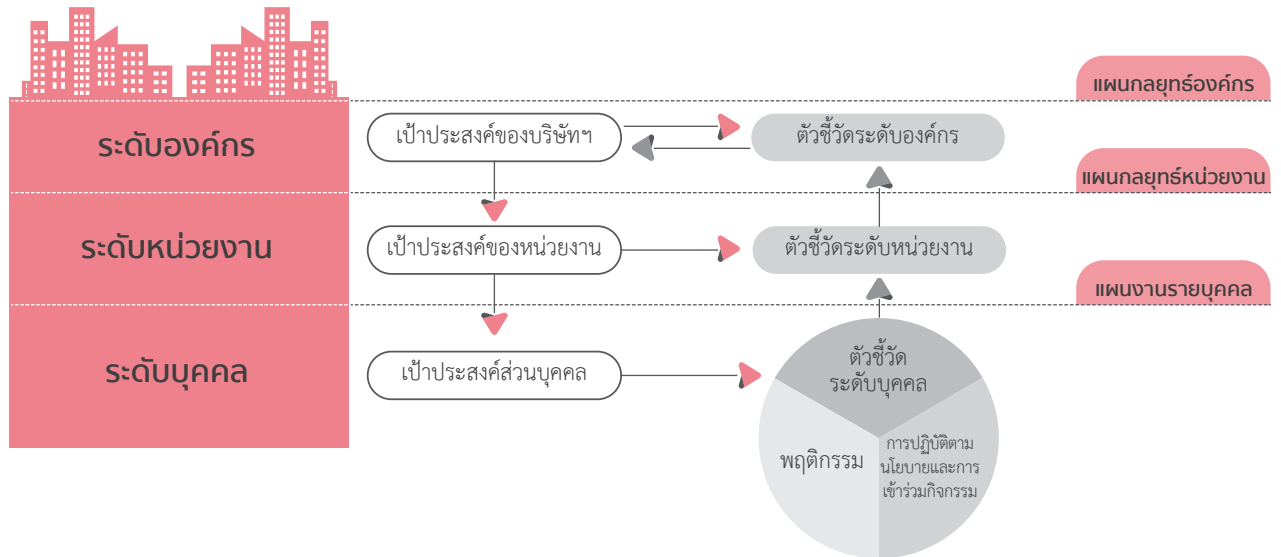 แผนกลยุทธ์องค์กร
ระดับองค์กร
เป้าประสงค์ของบริษัทฯ
ตัวชี้วัดระดับองค์กร
แผนกลยุทธ์หน่วยงาน
ระดับหน่วยงาน
เป้าประสงค์ของหน่วยงาน
ตัวชี้วัดระดับหน่วยงาน
แผนงานรายบุคคล
ระดับบุคคล
เป้าประสงค์ส่วนบุคคล
ตัวชี้วัด
ระดับบุคคล
พฤติกรรม
การปฏิบัติตาม
นโยบายและการ
เข้าร่วมกิจกรรม